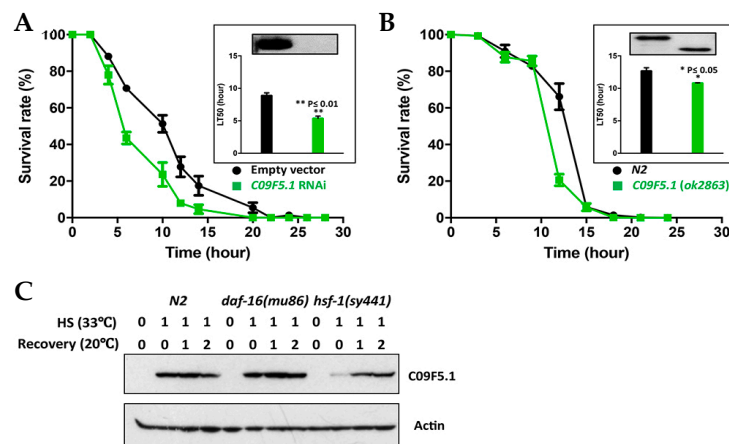 A
B
Survival rate (%)
100
80
60
40
20
0
0 5 10 15 20 25 30
Time (hour)
LT50 (hour)
15
10
5
0
** P≤ 0.01
**
Empty vector
C09F5.1 RNAi
Survival rate (%)
100
80
60
40
20
0
0 5 10 15 20 25 30
Time (hour)
LT50 (hour)
15
10
5
0
* P≤ 0.05
*
N2
C09F5.1 (ok2863)
C
N2 daf-16(mu86) hsf-1(sy441)
HS (33℃) 0 1 1 1 0 1 1 1 0 1 1 1
Recovery (20℃) 0 0 1 2 0 0 1 2 0 0 1 2
C09F5.1
Actin